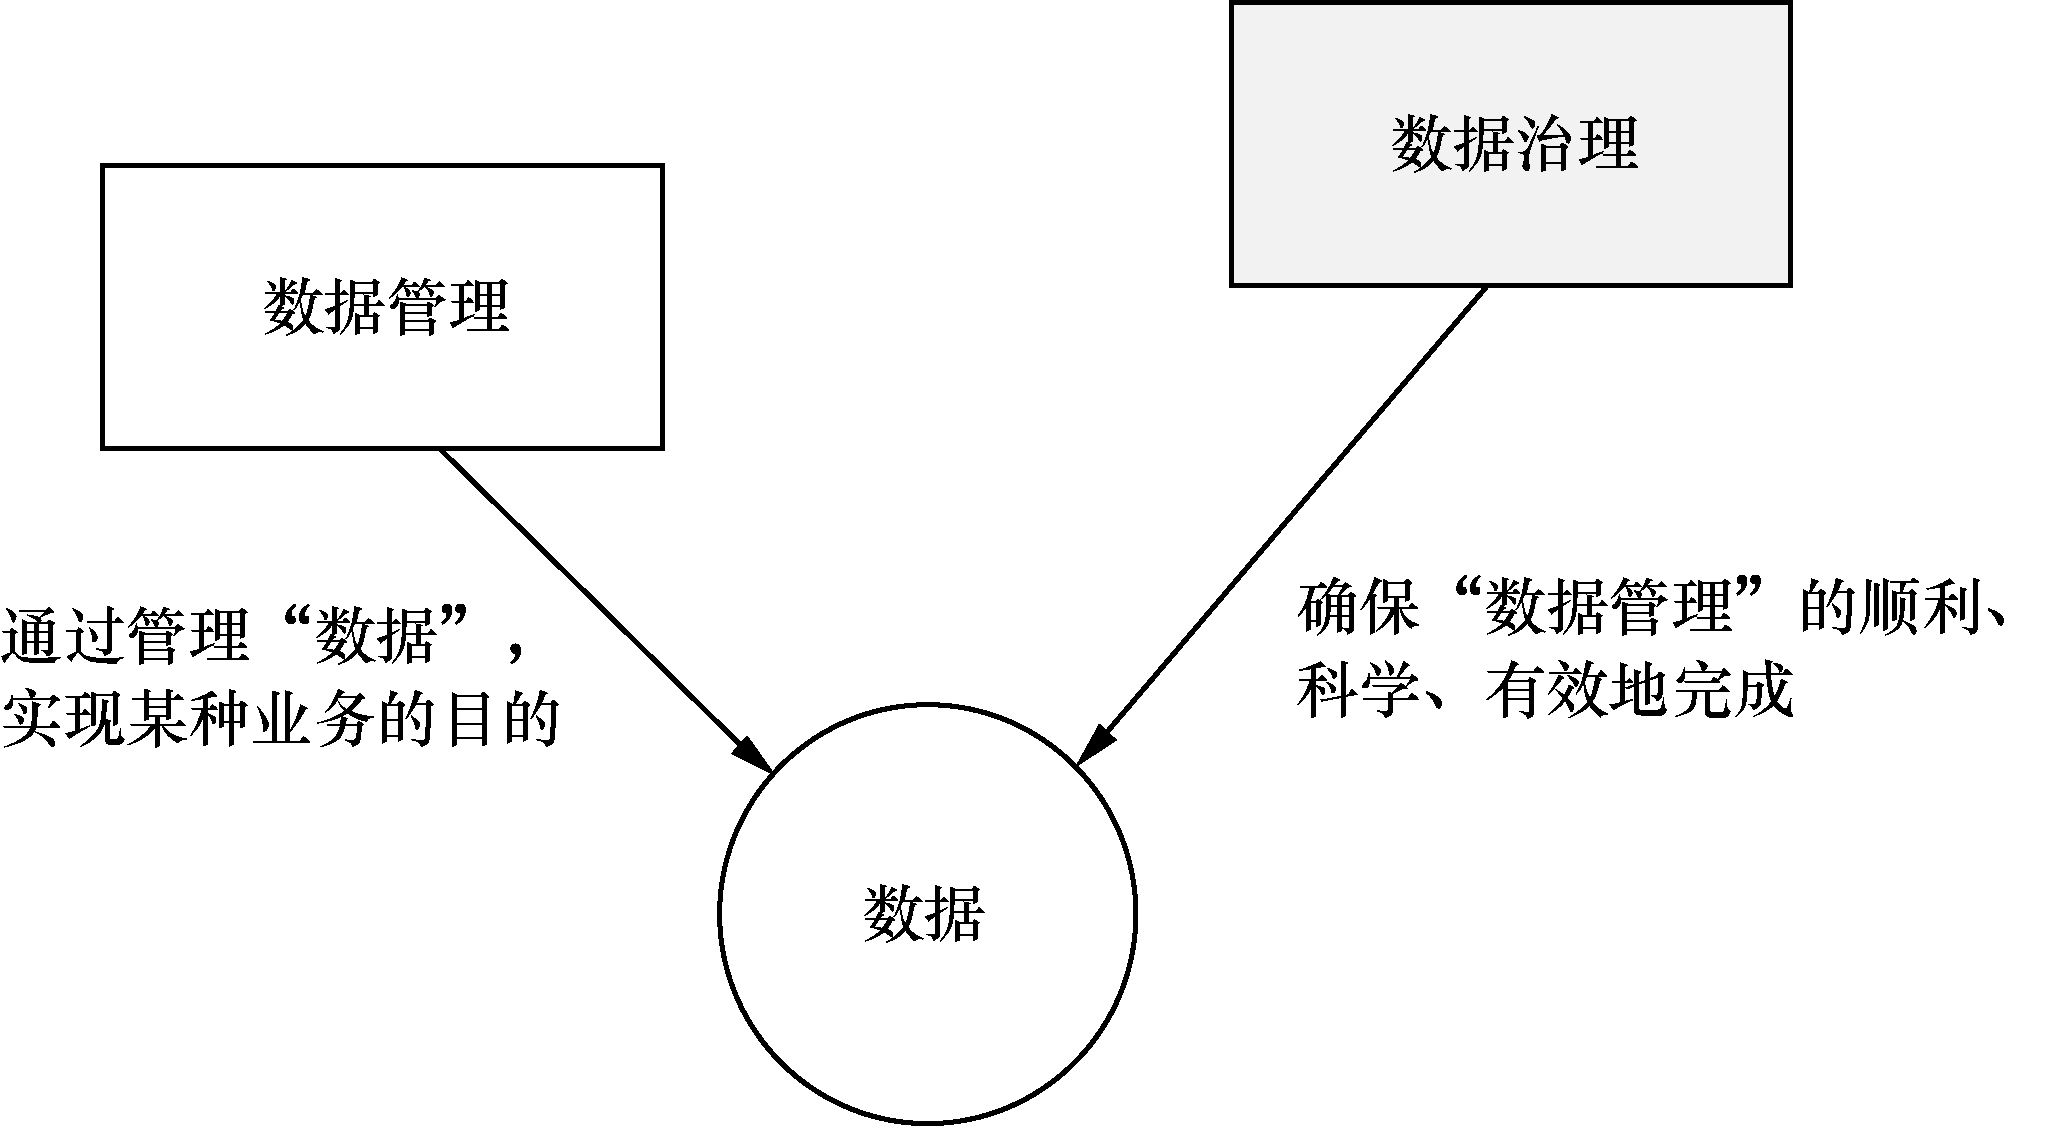 数据治理
数据管理
通过管理“数据”,
实现某种业务的目的
确保“数据管理”的顺利、
科学、有效地完成
数据